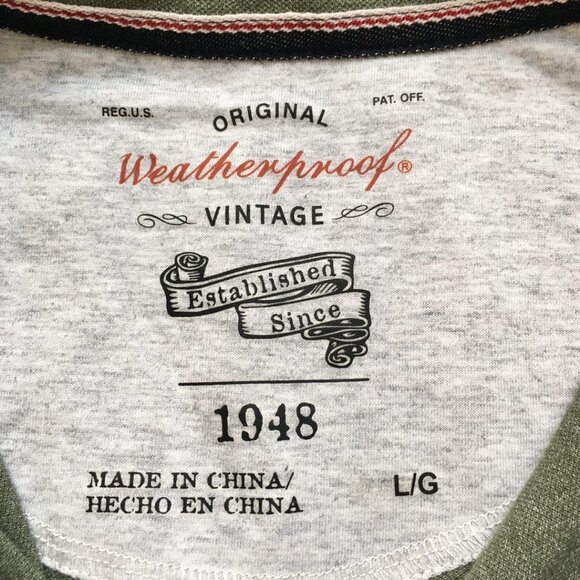 REG.U.S. ORIGINAL PAT. OFF.
Weatherproof®
VINTAGE
Established
Since
1948
MADE IN CHINA/
HECHO EN CHINA
L/G